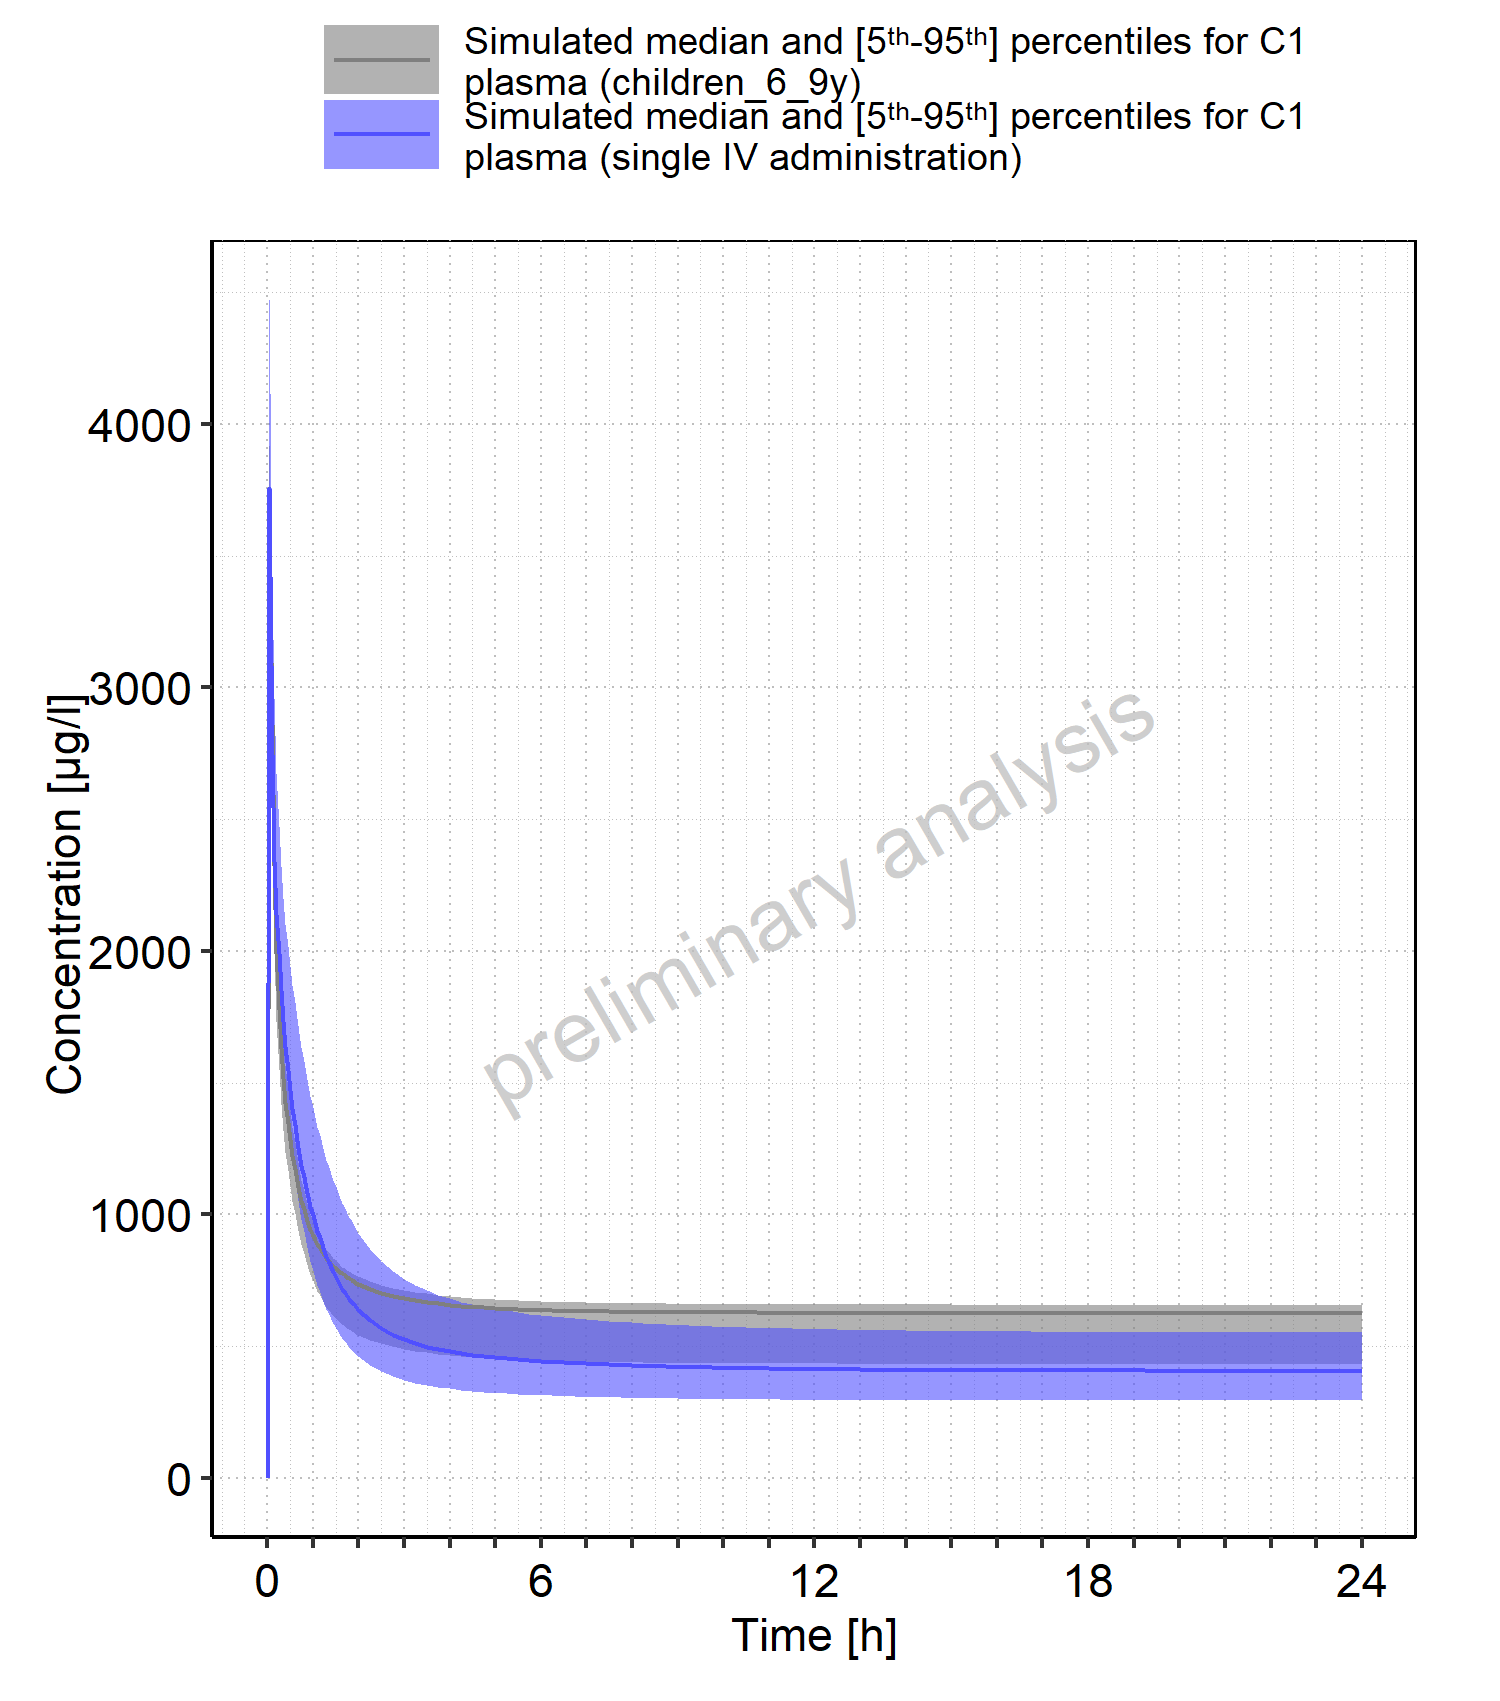 Simulated median and [5th-95th] percentiles for C1
plasma (children_6_9y)
Simulated median and [5th-95th] percentiles for C1
plasma (single IV administration)
4000
3000
2000
1000
0
Concentration [µg/l]
preliminary analysis
0 6 12 18 24
Time [h]